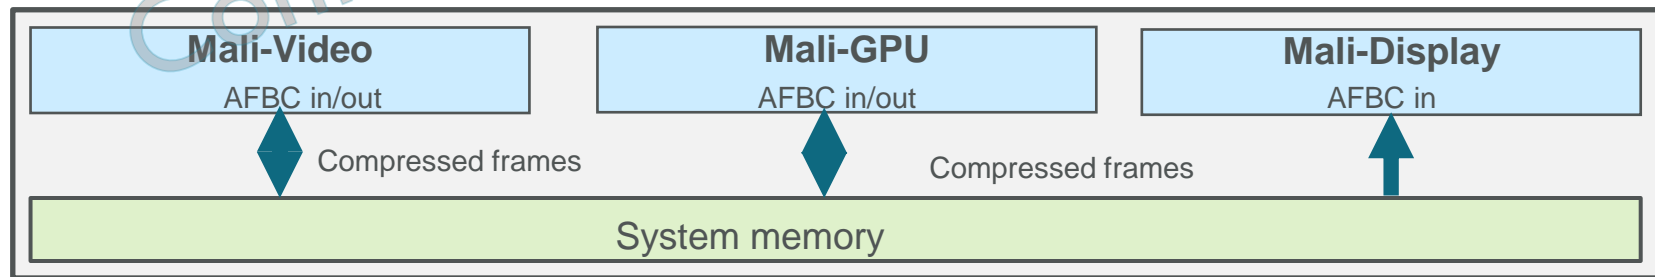 Mali-Video
Mali-GPU
Mali-Display
AFBC in/out
AFBC in/out
AFBC in
Compressed frames
Compressed frames
System memory